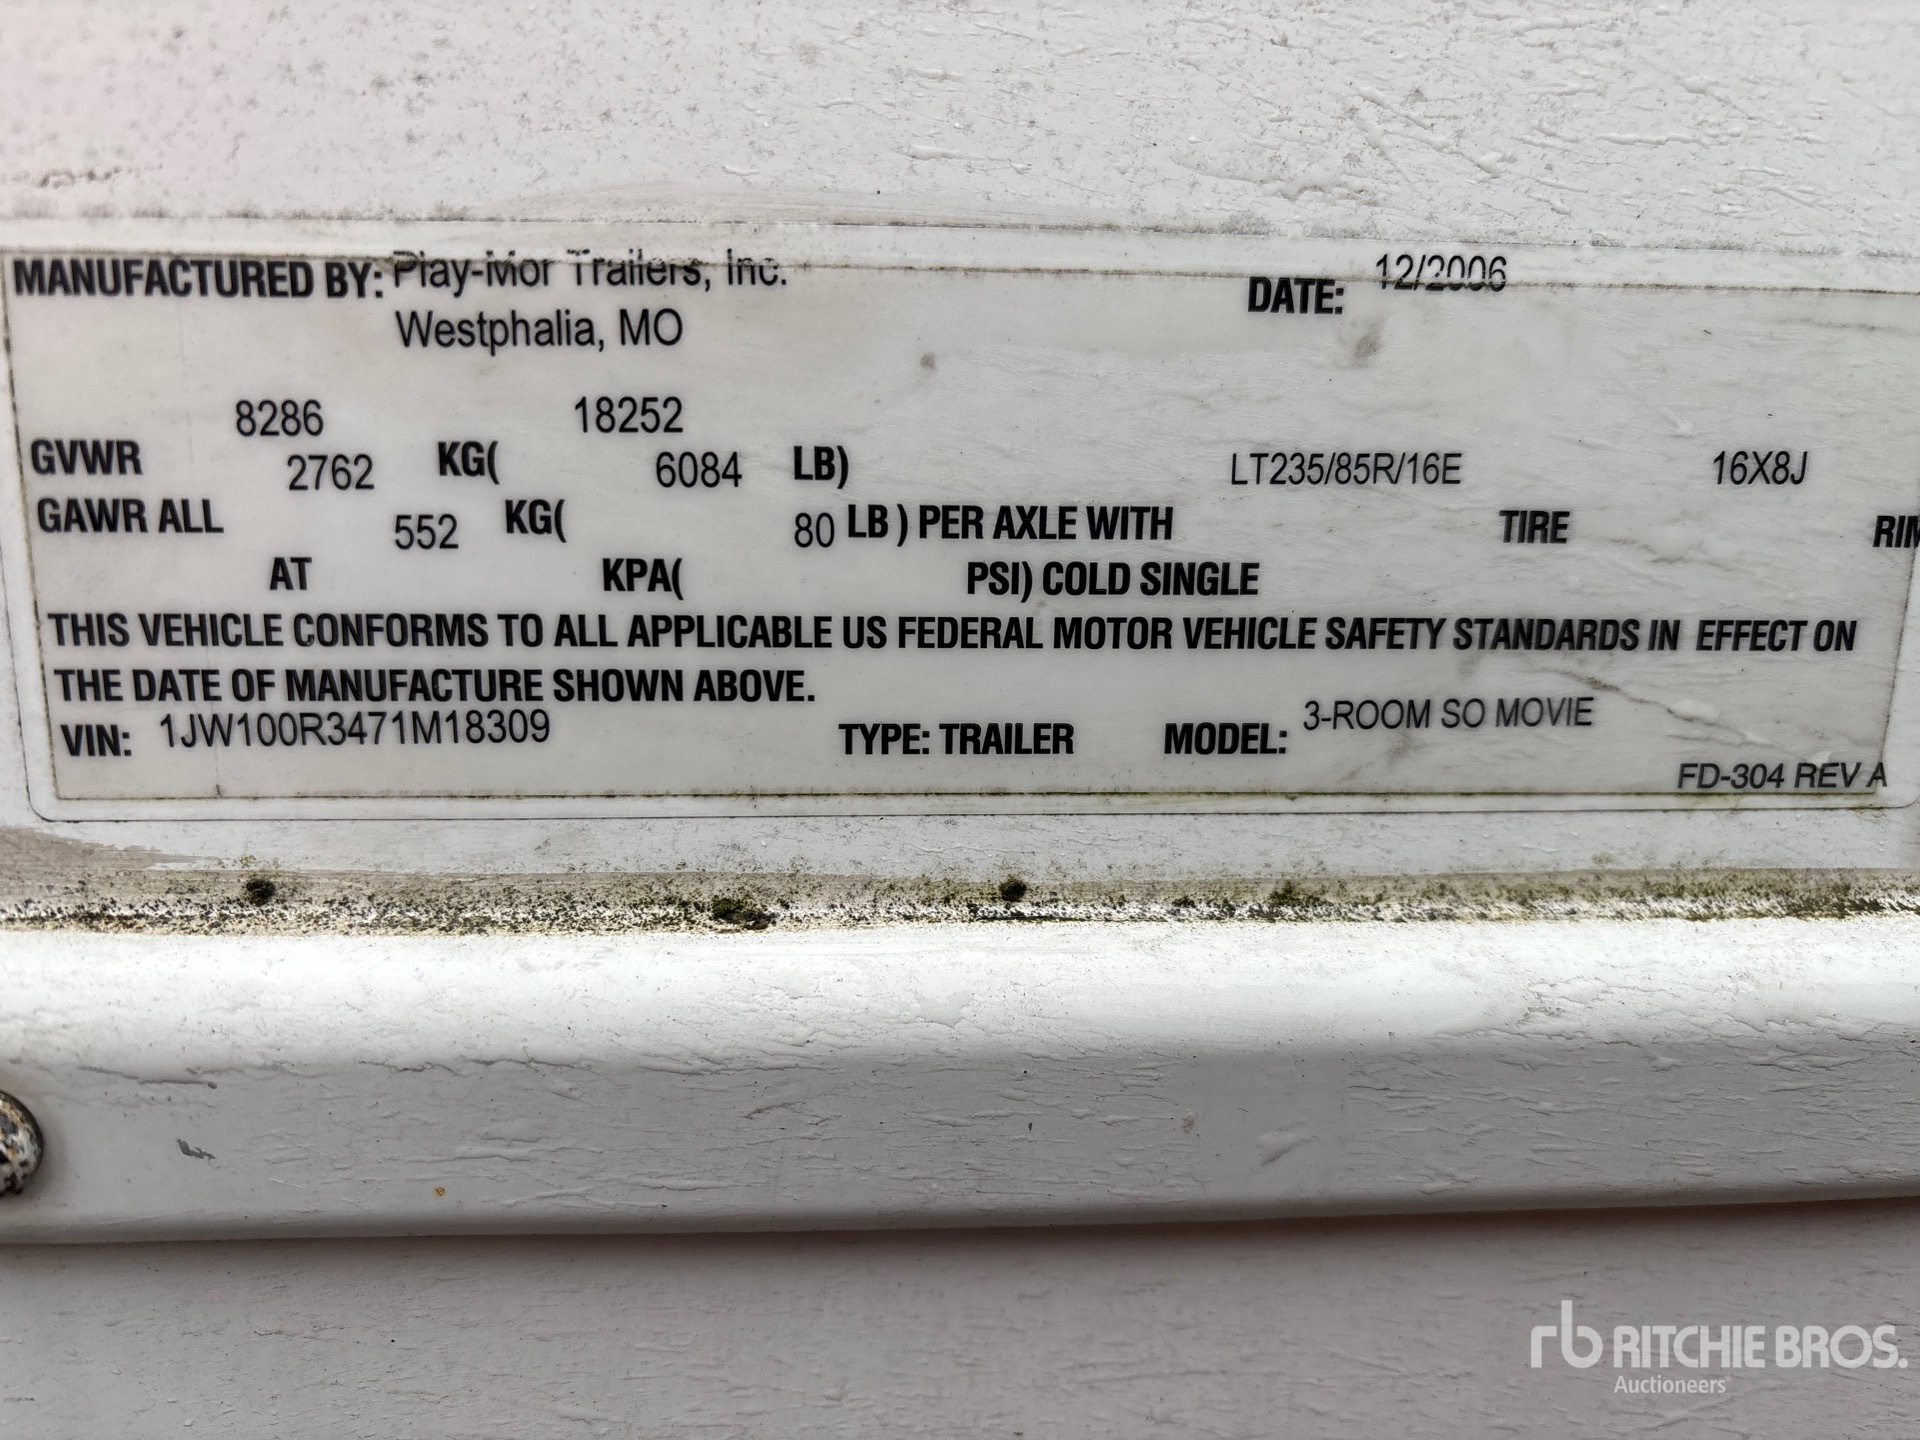 MANUFACTURED BY: Play-Mor Trailers, Inc. DATE: 12/2006
Westphalia, MO
8286 18252
GVWR 2762 KG( 6084 LB) LT235/85R/16E 16X8J
GAWR ALL 552 KG( 80 LB ) PER AXLE WITH TIRE RIM
AT KPA( PSI) COLD SINGLE
THIS VEHICLE CONFORMS TO ALL APPLICABLE US FEDERAL MOTOR VEHICLE SAFETY STANDARDS IN EFFECT ON
THE DATE OF MANUFACTURE SHOWN ABOVE.
VIN: 1JW100R3471M18309 TYPE: TRAILER MODEL: 3-ROOM SO MOVIE
FD-304 REV A
rb RITCHIE BROS.
Auctioneers